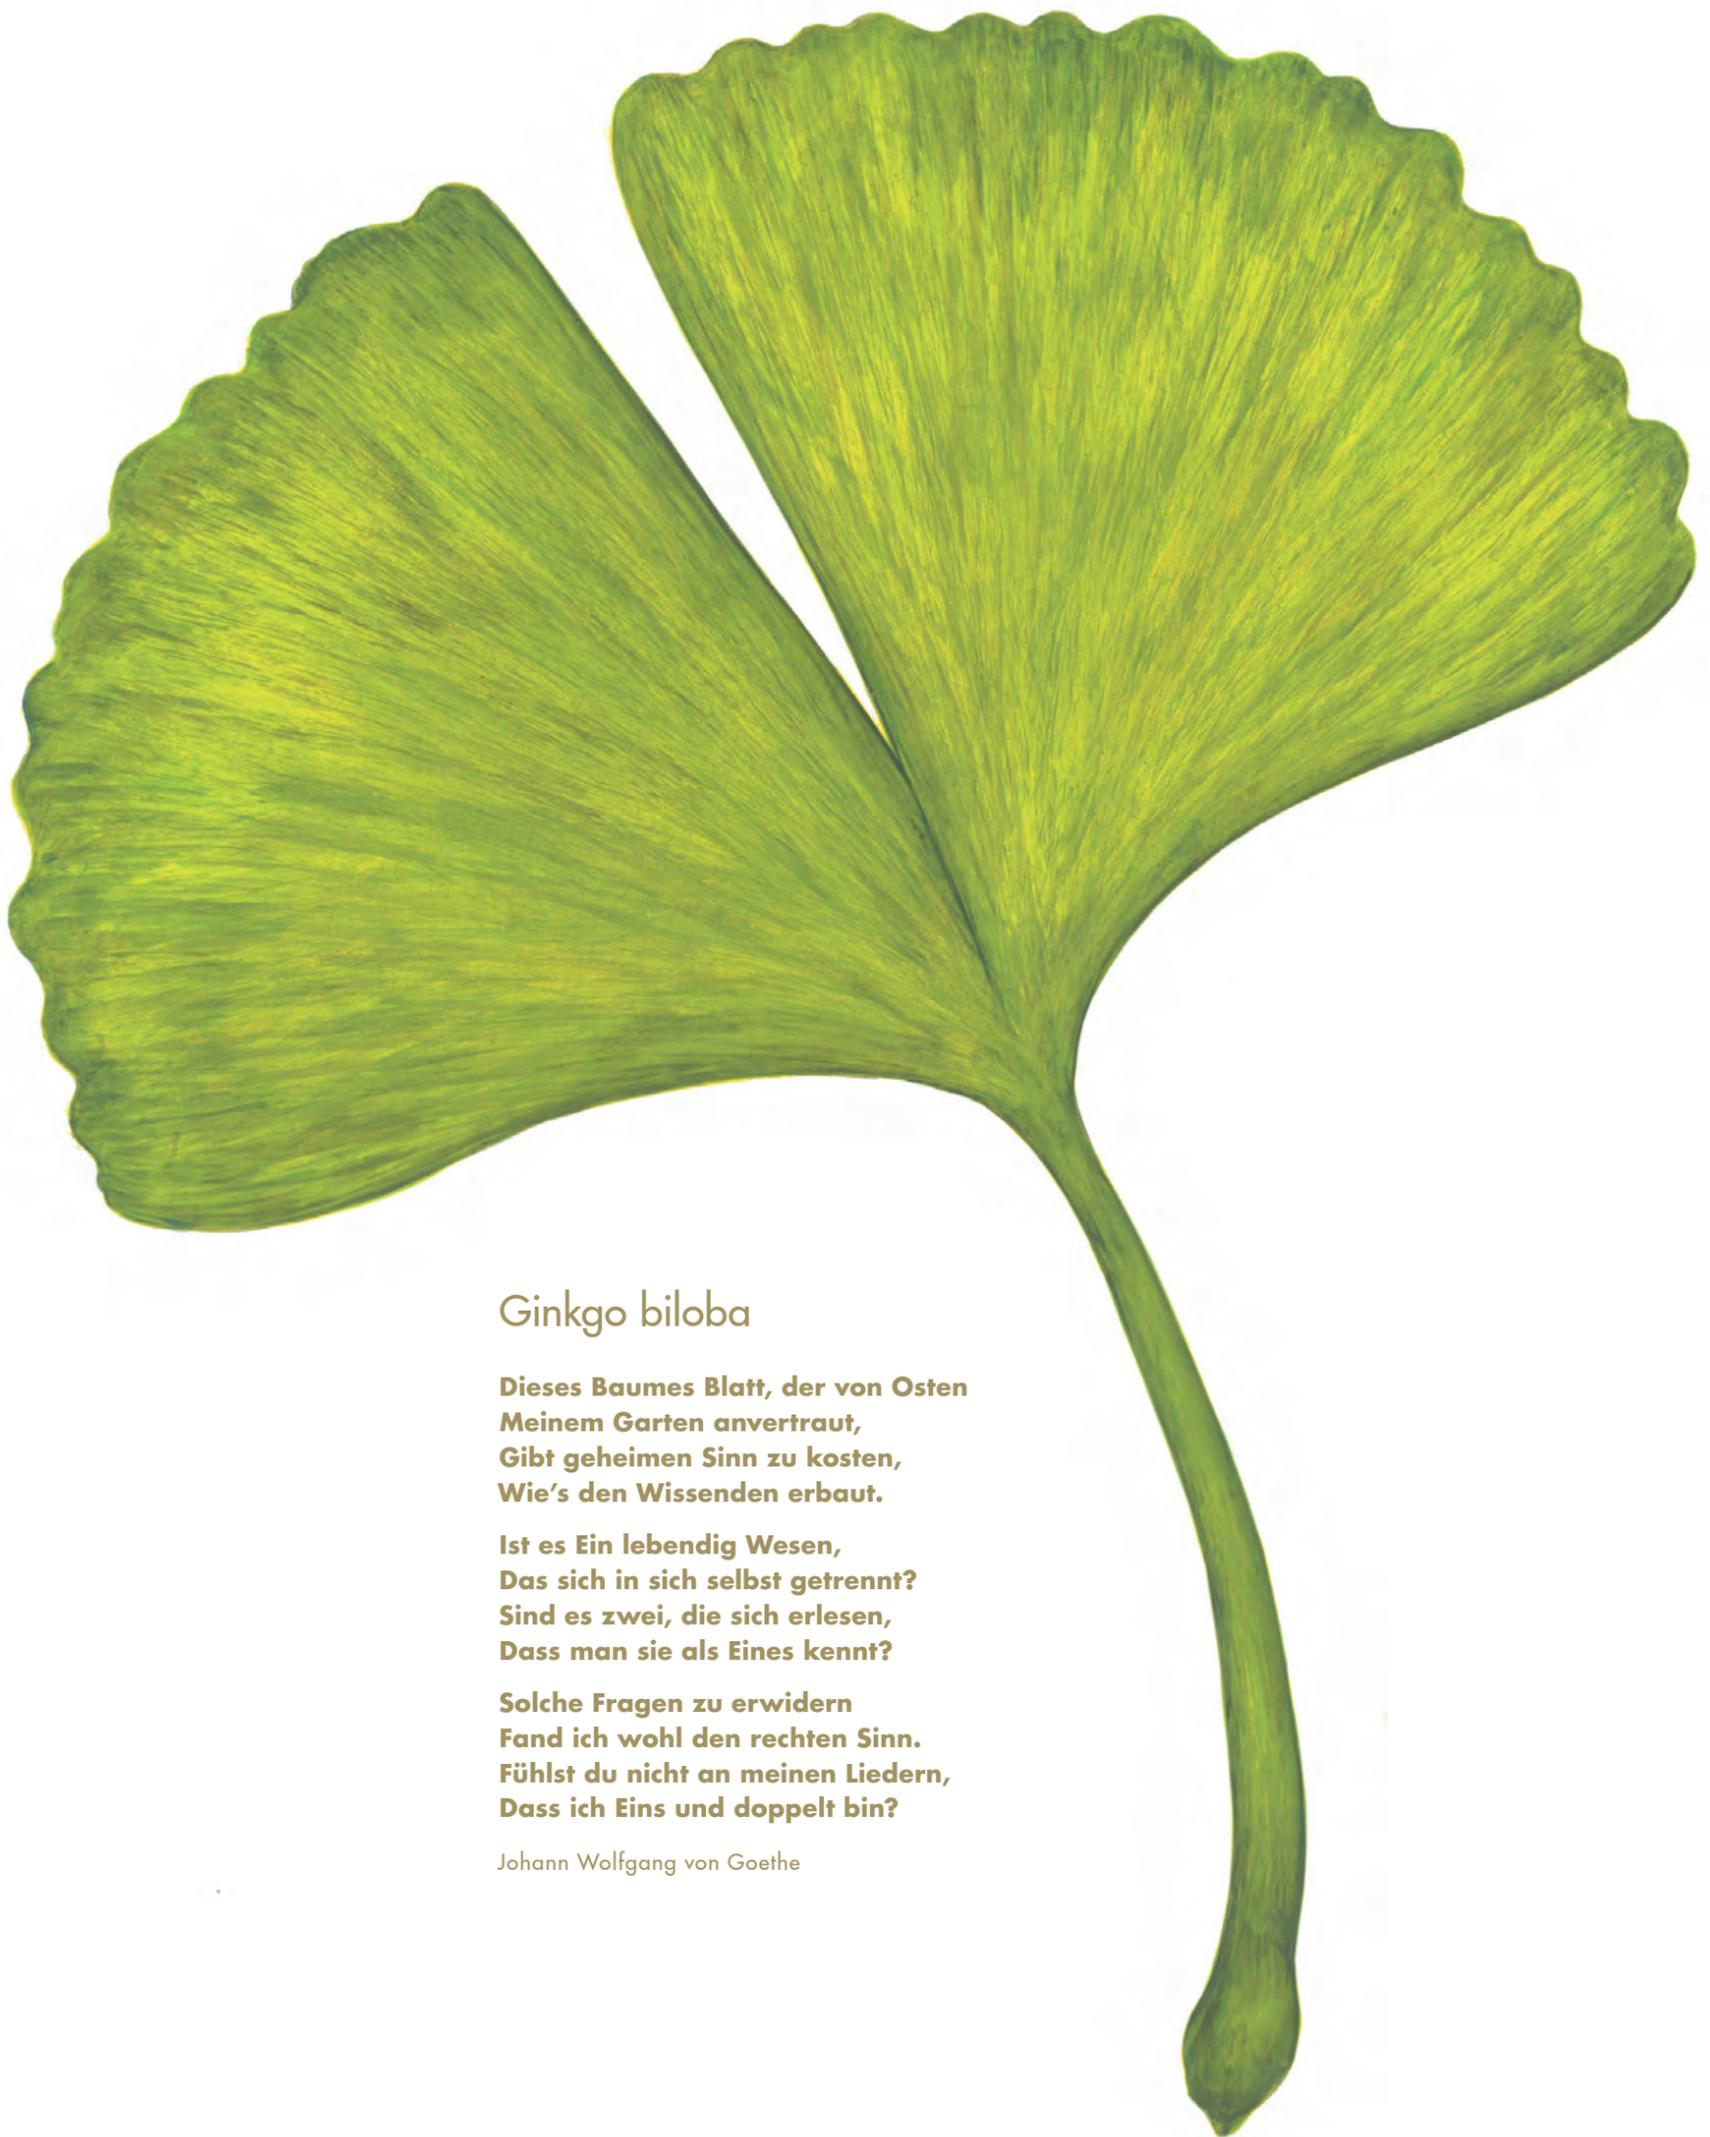 Ginkgo biloba
Dieses Baumes Blatt, der von Osten
Meinem Garten anvertraut,
Gibt geheimen Sinn zu kosten,
Wie’s den Wissenden erbaut.
Ist es Ein lebendig Wesen,
Das sich in sich selbst getrennt?
Sind es zwei, die sich erlesen,
Dass man sie als Eines kennt?
Solche Fragen zu erwidern
Fand ich wohl den rechten Sinn.
Fühlst du nicht an meinen Liedern,
Dass ich Eins und doppelt bin?
Johann Wolfgang von Goethe